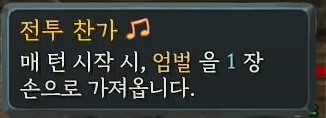 전투 찬가
매 턴 시작 시, 엄벌 을 1 장
손으로 가져옵니다.